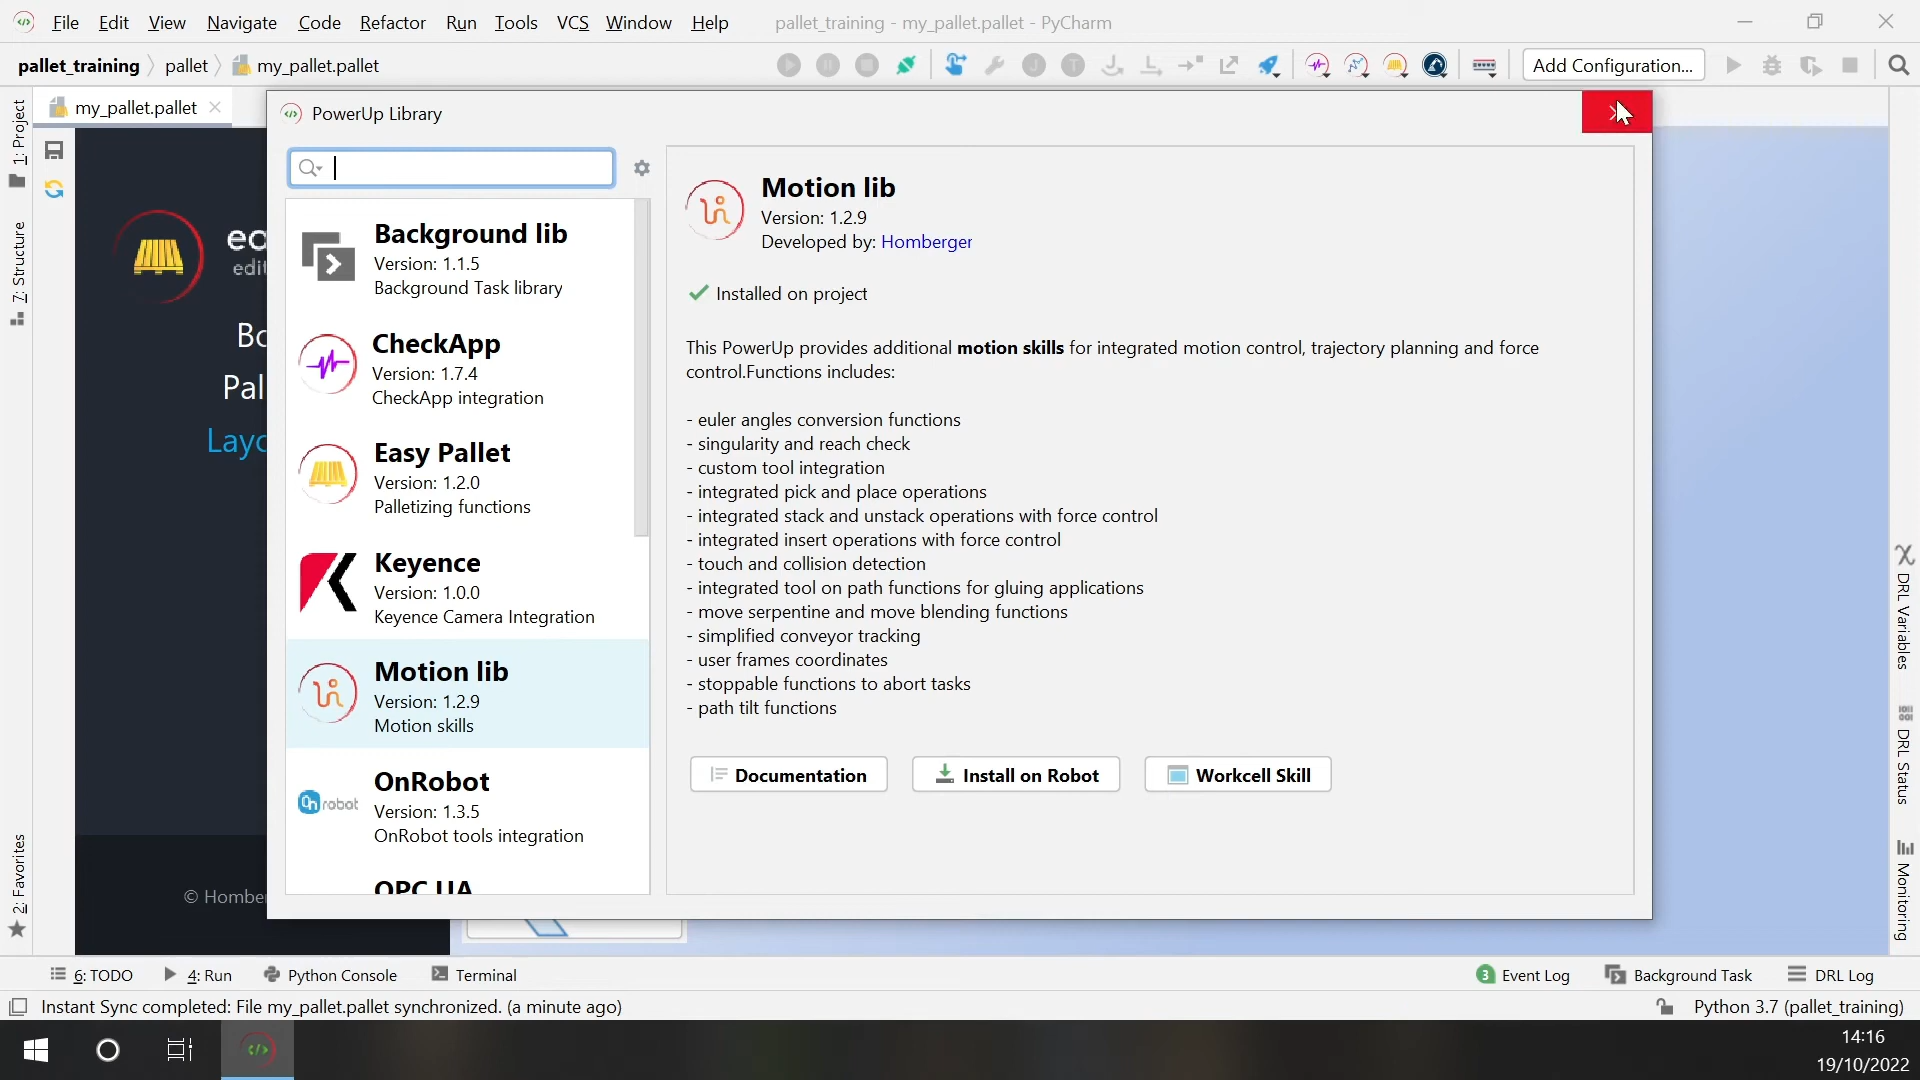 File Edit View Navigate Code Refactor Run Tools VCS Window Help pallet_training - my_pallet.pallet - PyCharm
pallet_training pallet my_pallet.pallet Add Configuration...
my_pallet.pallet
1: Project
7: Structure
2: Favorites
PowerUp Library
Background lib
Version: 1.1.5
Background Task library
CheckApp
Version: 1.7.4
CheckApp integration
Easy Pallet
Version: 1.2.0
Palletizing functions
Keyence
Version: 1.0.0
Keyence Camera Integration
Motion lib
Version: 1.2.9
Motion skills
OnRobot
Version: 1.3.5
OnRobot tools integration
OPC UA
On robot
Motion lib
Version: 1.2.9
Developed by: Homberger
Installed on project
This PowerUp provides additional motion skills for integrated motion control, trajectory planning and force
control.Functions includes:
- euler angles conversion functions
- singularity and reach check
- custom tool integration
- integrated pick and place operations
- integrated stack and unstack operations with force control
- integrated insert operations with force control
- touch and collision detection
- integrated tool on path functions for gluing applications
- move serpentine and move blending functions
- simplified conveyor tracking
- user frames coordinates
- stoppable functions to abort tasks
- path tilt functions
Documentation Install on Robot Workcell Skill
DRL Variables
DRL Status
Monitoring
6: TODO 4: Run Python Console Terminal 3 Event Log Background Task DRL Log
Instant Sync completed: File my_pallet.pallet synchronized. (a minute ago) Python 3.7 (pallet_training)
14:16
19/10/2022